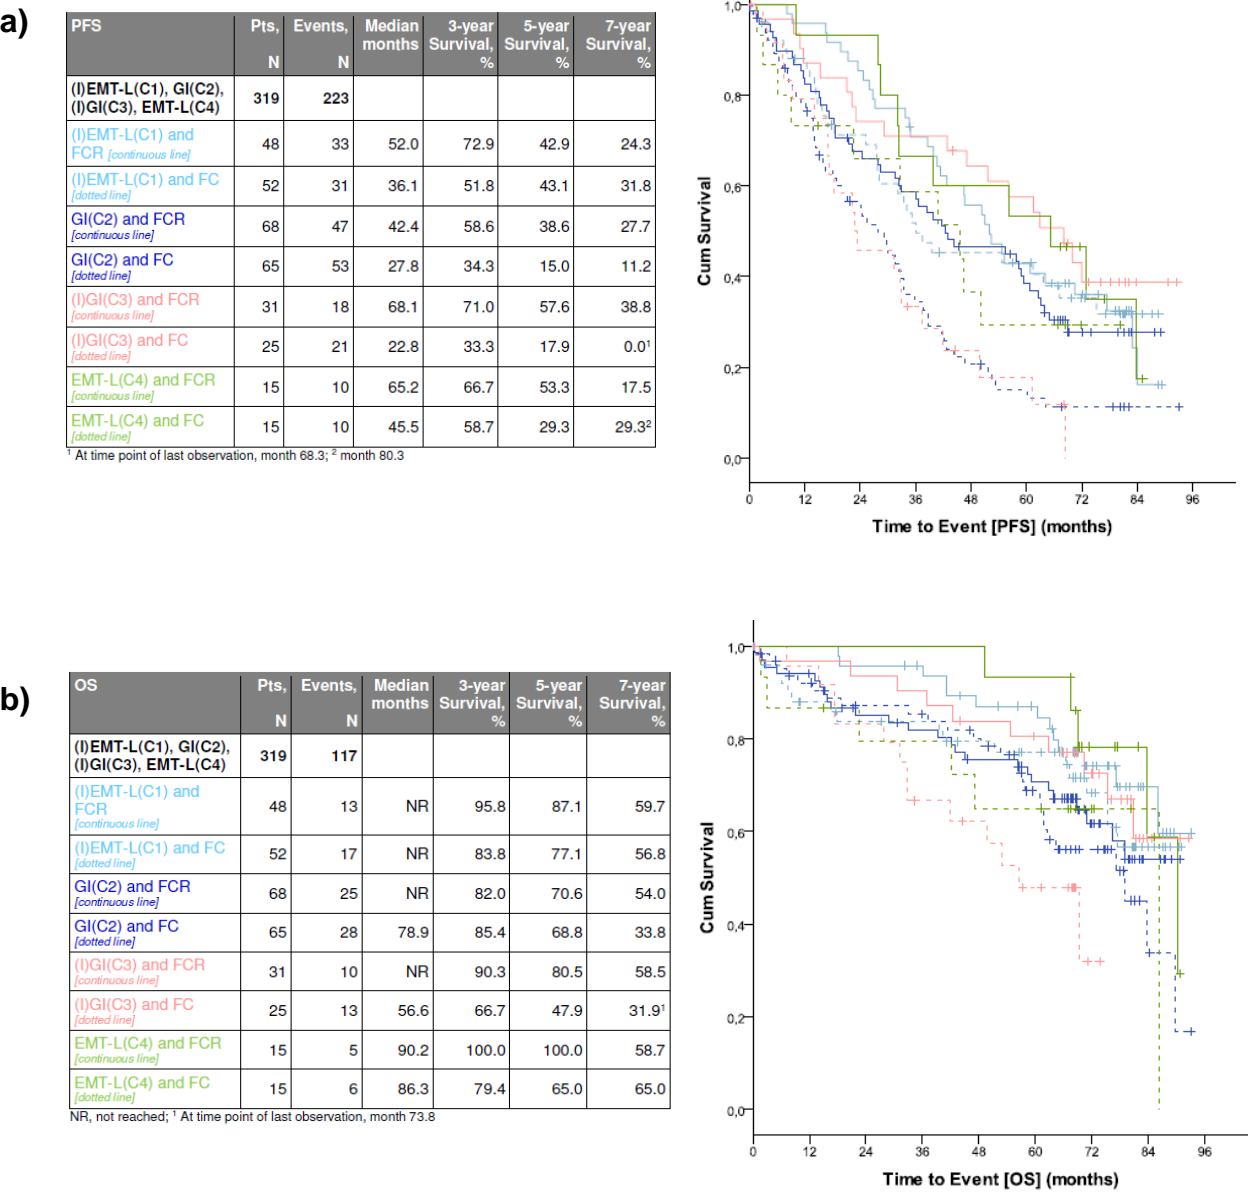 a)
PFS Pts, N Events, N Median months 3-year Survival, % 5-year Survival, % 7-year Survival, %
(I)EMT-L(C1), GI(C2),
(I)GI(C3), EMT-L(C4) 319 223
(I)EMT-L(C1) and
FCR [continuous line] 48 33 52.0 72.9 42.9 24.3
(I)EMT-L(C1) and FC
[dotted line] 52 31 36.1 51.8 43.1 31.8
GI(C2) and FCR
[continuous line] 68 47 42.4 58.6 38.6 27.7
GI(C2) and FC
[dotted line] 65 53 27.8 34.3 15.0 11.2
(I)GI(C3) and FCR
[continuous line] 31 18 68.1 71.0 57.6 38.8
(I)GI(C3) and FC
[dotted line] 25 21 22.8 33.3 17.9 0.0¹
EMT-L(C4) and FCR
[continuous line] 15 10 65.2 66.7 53.3 17.5
EMT-L(C4) and FC
[dotted line] 15 10 45.5 58.7 29.3 29.3²
¹ At time point of last observation, month 68.3; ² month 80.3
Cum Survival
1,0
0,8
0,6
0,4
0,2
0,0
0 12 24 36 48 60 72 84 96
Time to Event [PFS] (months)
b)
OS Pts, N Events, N Median months 3-year Survival, % 5-year Survival, % 7-year Survival, %
(I)EMT-L(C1), GI(C2),
(I)GI(C3), EMT-L(C4) 319 117
(I)EMT-L(C1) and
FCR
[continuous line] 48 13 NR 95.8 87.1 59.7
(I)EMT-L(C1) and FC
[dotted line] 52 17 NR 83.8 77.1 56.8
GI(C2) and FCR
[continuous line] 68 25 NR 82.0 70.6 54.0
GI(C2) and FC
[dotted line] 65 28 78.9 85.4 68.8 33.8
(I)GI(C3) and FCR
[continuous line] 31 10 NR 90.3 80.5 58.5
(I)GI(C3) and FC
[dotted line] 25 13 56.6 66.7 47.9 31.9¹
EMT-L(C4) and FCR
[continuous line] 15 5 90.2 100.0 100.0 58.7
EMT-L(C4) and FC
[dotted line] 15 6 86.3 79.4 65.0 65.0
NR, not reached; ¹ At time point of last observation, month 73.8
Cum Survival
1,0
0,8
0,6
0,4
0,2
0,0
0 12 24 36 48 60 72 84 96
Time to Event [OS] (months)